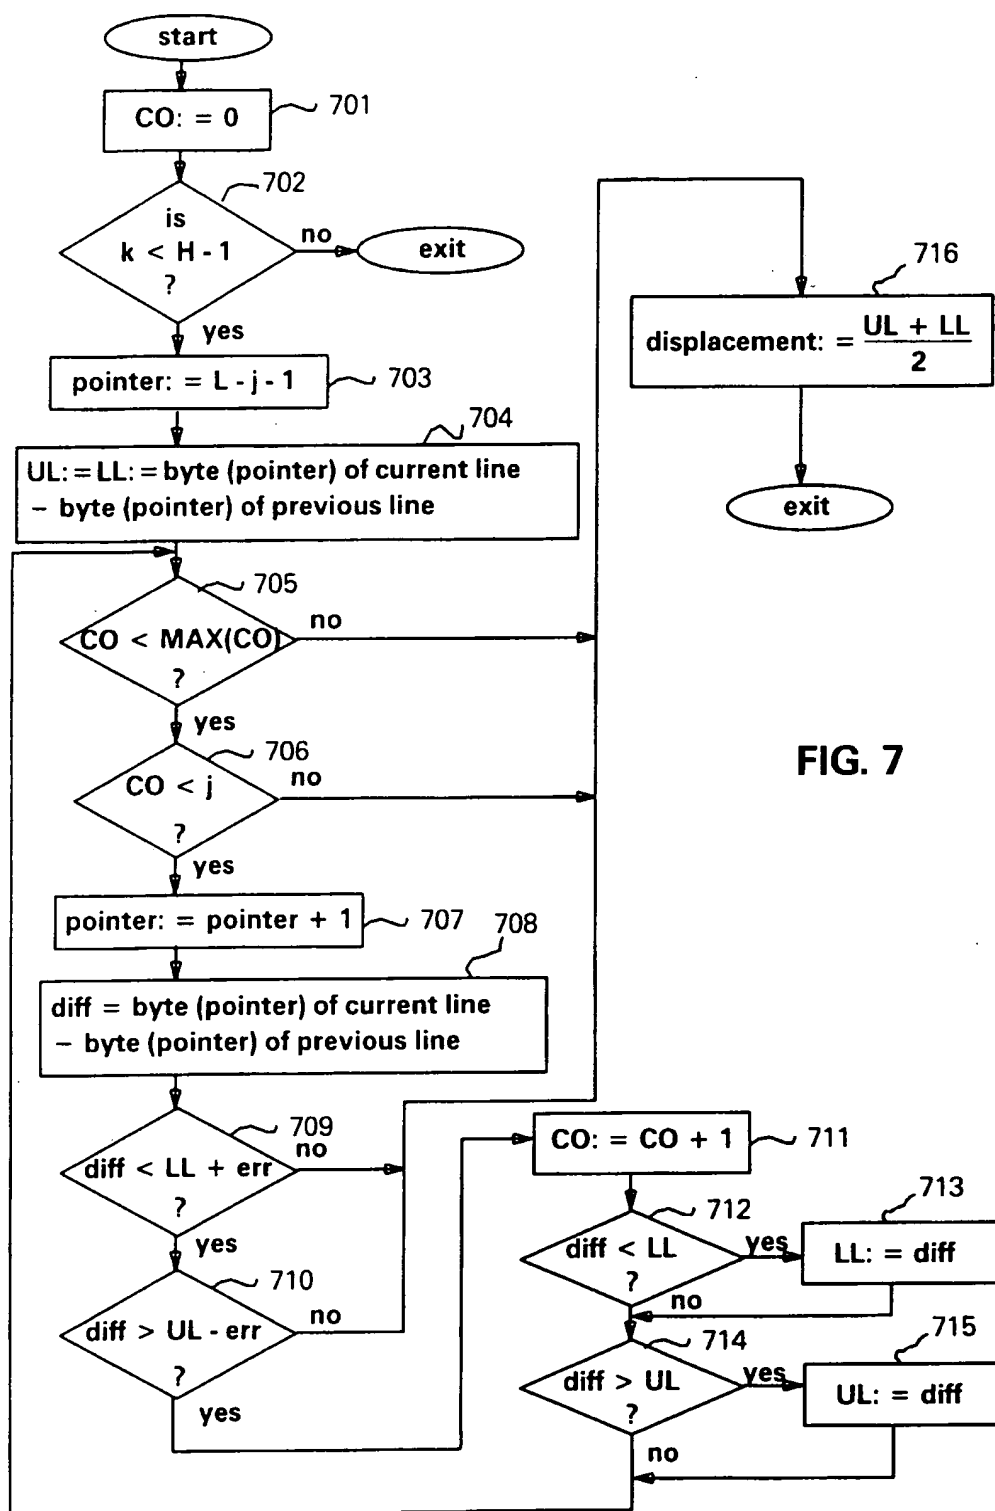 start
CO: = 0
701
702
is
k < H - 1
?
no
exit
yes
pointer: = L - j - 1
703
704
UL: = LL: = byte (pointer) of current line
– byte (pointer) of previous line
705
CO < MAX(CO)
?
no
yes
706
CO < j
?
no
yes
pointer: = pointer + 1
707
708
diff = byte (pointer) of current line
– byte (pointer) of previous line
709
diff < LL + err
?
no
yes
710
diff > UL - err
?
no
yes
CO: = CO + 1
711
712
diff < LL
?
yes
no
713
LL: = diff
714
diff > UL
?
yes
no
715
UL: = diff
716
displacement: = UL + LL
2
exit
FIG. 7